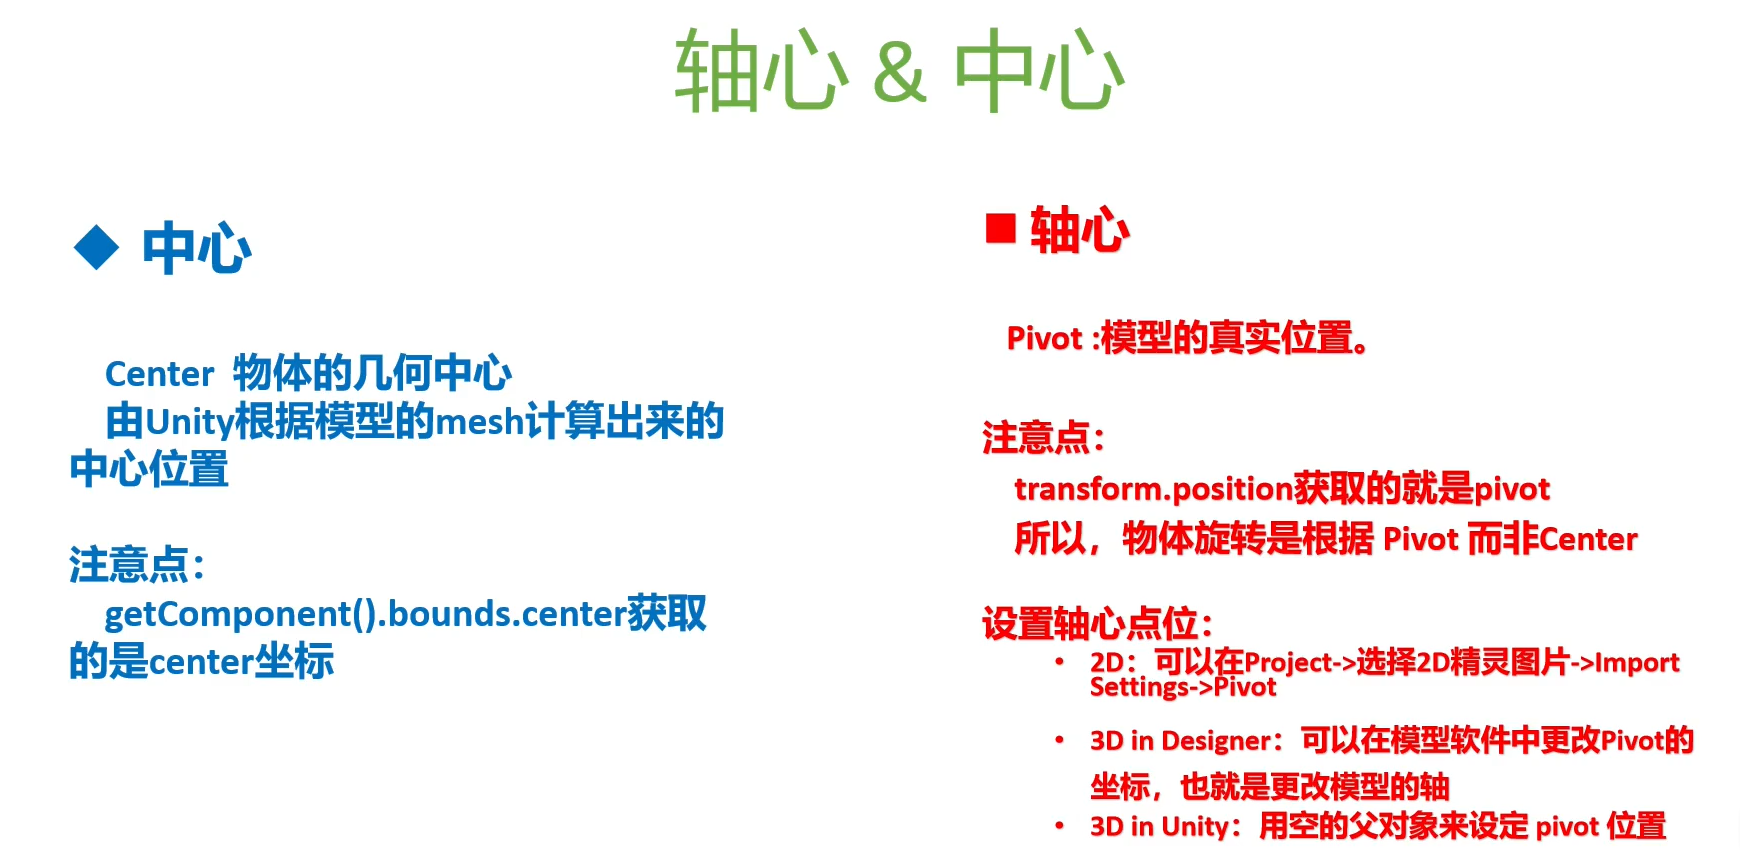 轴心 & 中心
中心
Center 物体的几何中心
由Unity根据模型的mesh计算出来的
中心位置
注意点：
getComponent().bounds.center获取
的是center坐标
轴心
Pivot :模型的真实位置。
注意点：
transform.position获取的就是pivot
所以，物体旋转是根据 Pivot 而非Center
设置轴心点位：
• 2D：可以在Project->选择2D精灵图片->Import
Settings->Pivot
• 3D in Designer：可以在模型软件中更改Pivot的
坐标，也就是更改模型的轴
• 3D in Unity：用空的父对象来设定 pivot 位置